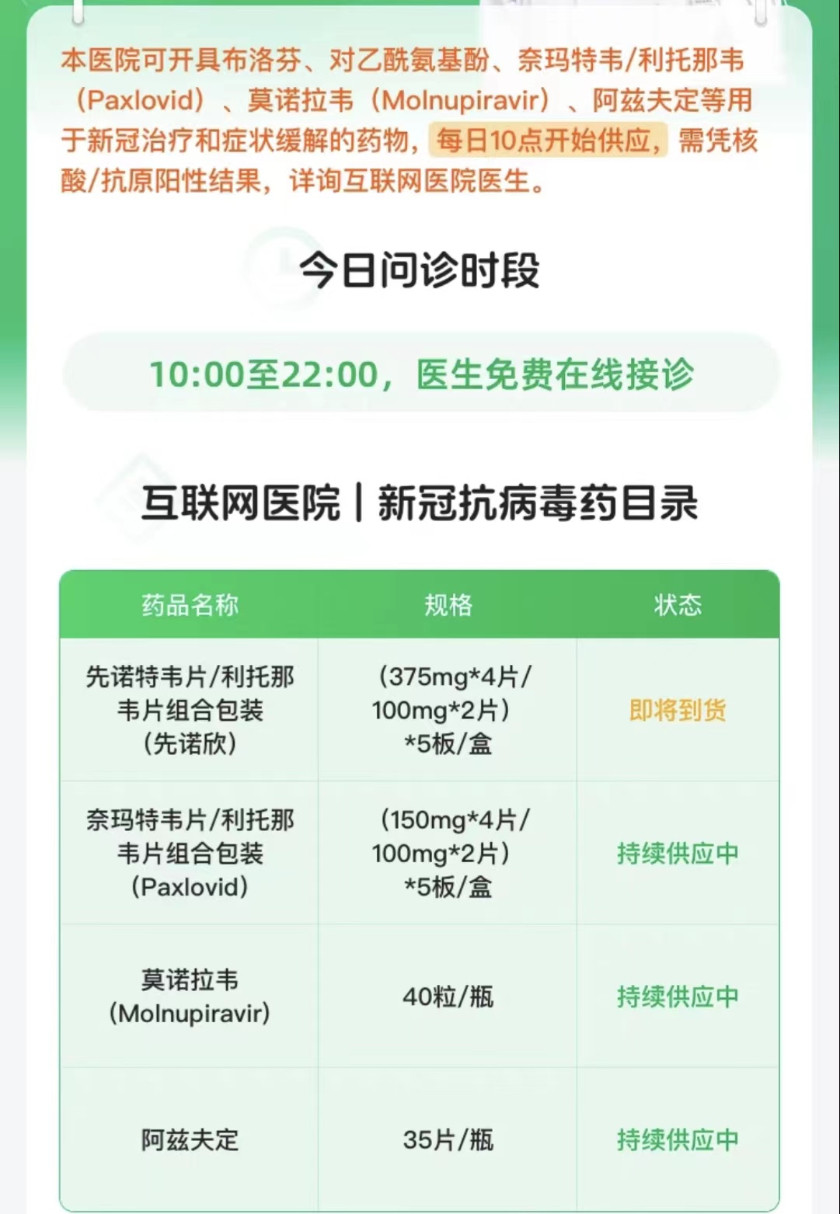 本医院可开具布洛芬、对乙酰氨基酚、奈玛特韦/利托那韦
（Paxlovid）、莫诺拉韦（Molnupiravir）、阿兹夫定等用
于新冠治疗和症状缓解的药物，每日10点开始供应，需凭核
酸/抗原阳性结果，详询互联网医院医生。
今日问诊时段
10:00至22:00，医生免费在线接诊
互联网医院｜新冠抗病毒药目录
药品名称 规格 状态
先诺特韦片/利托那
韦片组合包装
（先诺欣）
（375mg*4片/
100mg*2片）
*5板/盒
即将到货
奈玛特韦片/利托那
韦片组合包装
（Paxlovid）
（150mg*4片/
100mg*2片）
*5板/盒
持续供应中
莫诺拉韦
（Molnupiravir）
40粒/瓶
持续供应中
阿兹夫定
35片/瓶
持续供应中